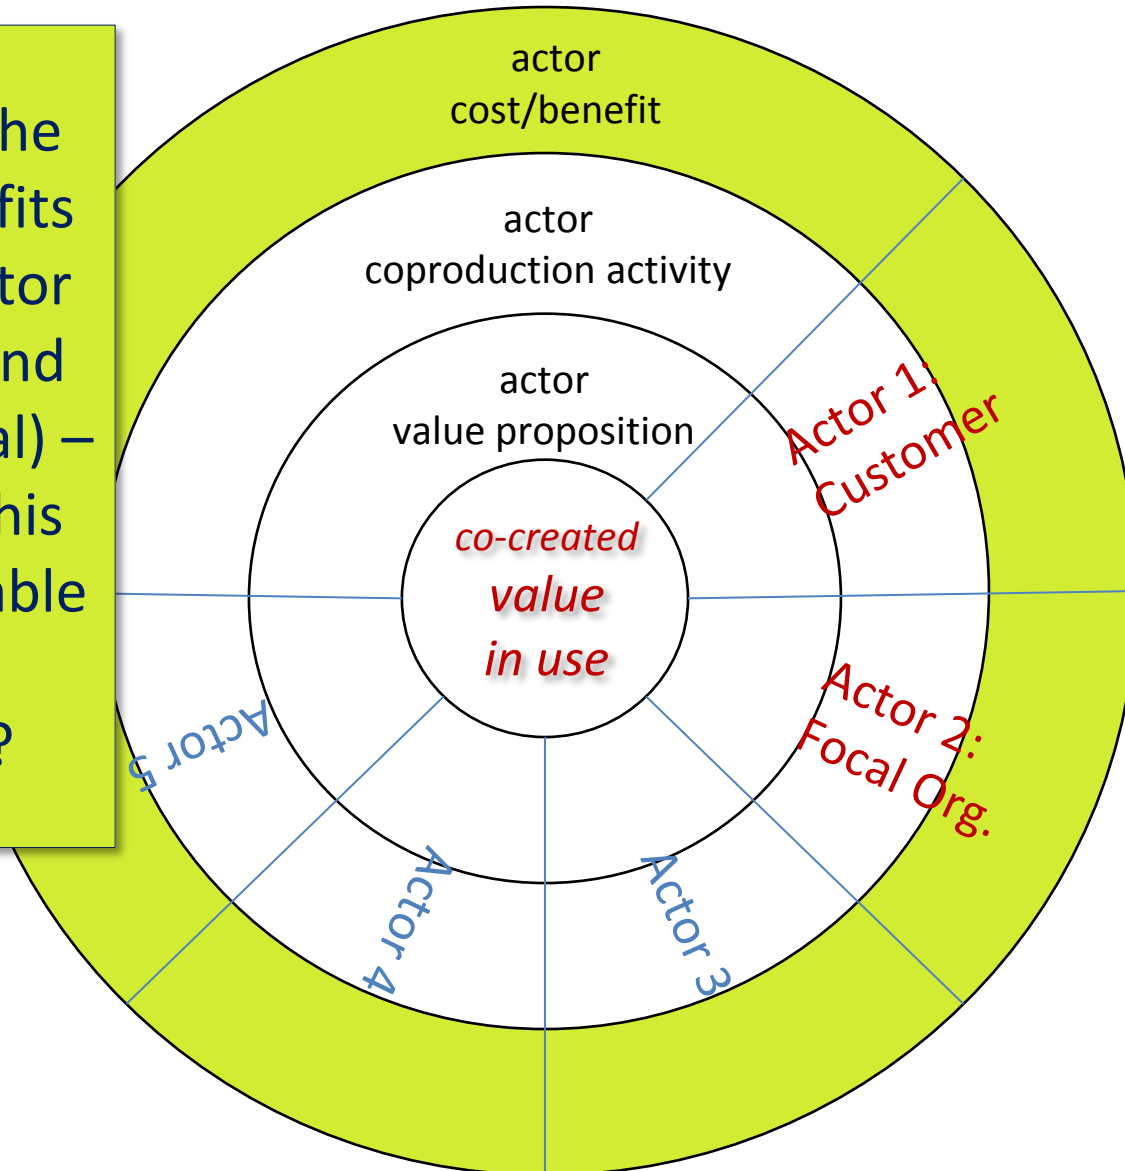 he
fits
tor
nd
al) –
his
able
?
actor
cost/benefit
actor
coproduction activity
actor
value proposition
co-created
value
in use
Actor 1:
Customer
Actor 2:
Focal Org.
Actor 3
Actor 4
Actor 5